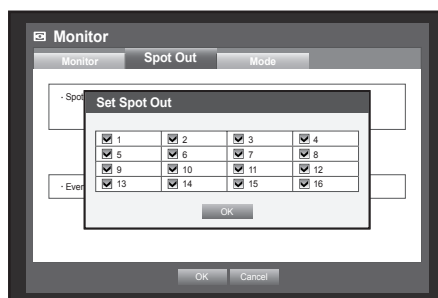 Monitor
Monitor Spot Out Mode
· Spot
Set Spot Out
1 2 3 4
5 6 7 8
9 10 11 12
13 14 15 16
OK
· Even
OK Cancel